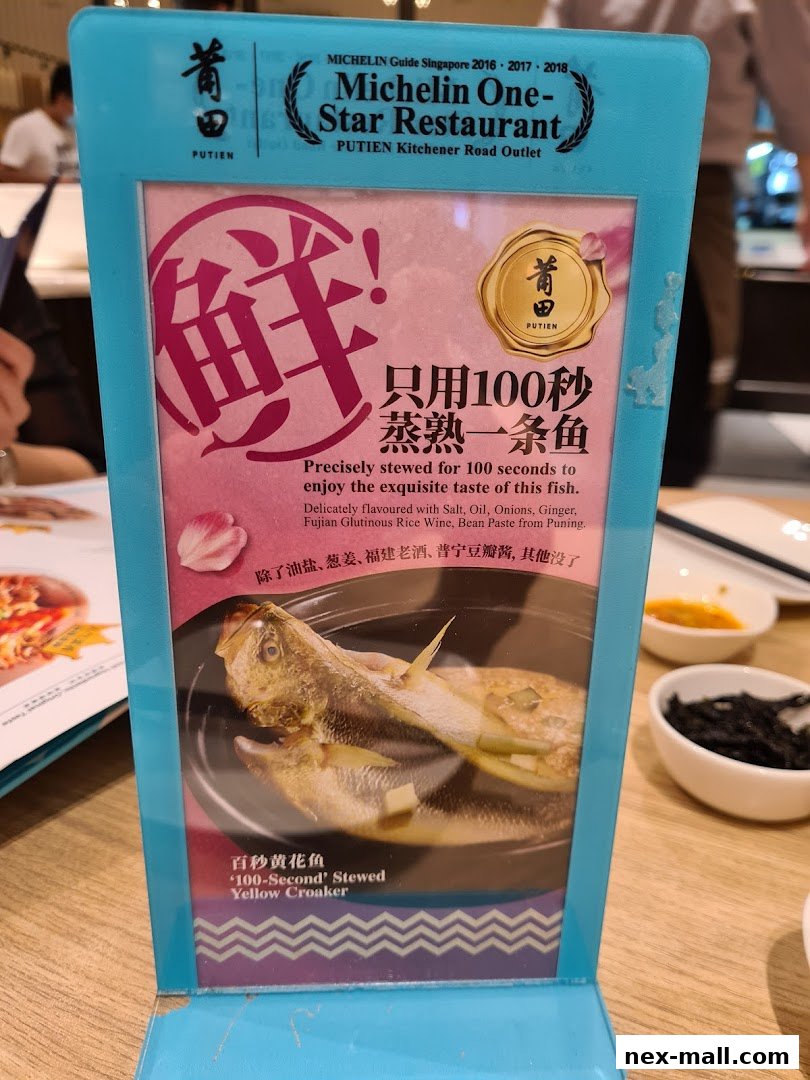 莆田
PUTIEN
MICHELIN Guide Singapore 2016 · 2017 · 2018
Michelin One-
Star Restaurant
PUTIEN Kitchener Road Outlet
鲜!
莆田
PUTIEN
只用100秒
蒸熟一条鱼
Precisely stewed for 100 seconds to
enjoy the exquisite taste of this fish.
Delicately flavoured with Salt, Oil, Onions, Ginger,
Fujian Glutinous Rice Wine, Bean Paste from Puning.
除了油盐、葱姜、福建老酒、普宁豆瓣酱, 其他没了
百秒黄花鱼
‘100-Second’ Stewed
Yellow Croaker
nex-mall.com